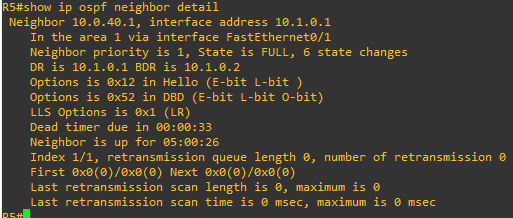 R5#show ip ospf neighbor detail
Neighbor 10.0.40.1, interface address 10.1.0.1
In the area 1 via interface FastEthernet0/1
Neighbor priority is 1, State is FULL, 6 state changes
DR is 10.1.0.1 BDR is 10.1.0.2
Options is 0x12 in Hello (E-bit L-bit )
Options is 0x52 in DBD (E-bit L-bit O-bit)
LLS Options is 0x1 (LR)
Dead timer due in 00:00:33
Neighbor is up for 05:00:26
Index 1/1, retransmission queue length 0, number of retransmission 0
First 0x0(0)/0x0(0) Next 0x0(0)/0x0(0)
Last retransmission scan length is 0, maximum is 0
Last retransmission scan time is 0 msec, maximum is 0 msec
R5#